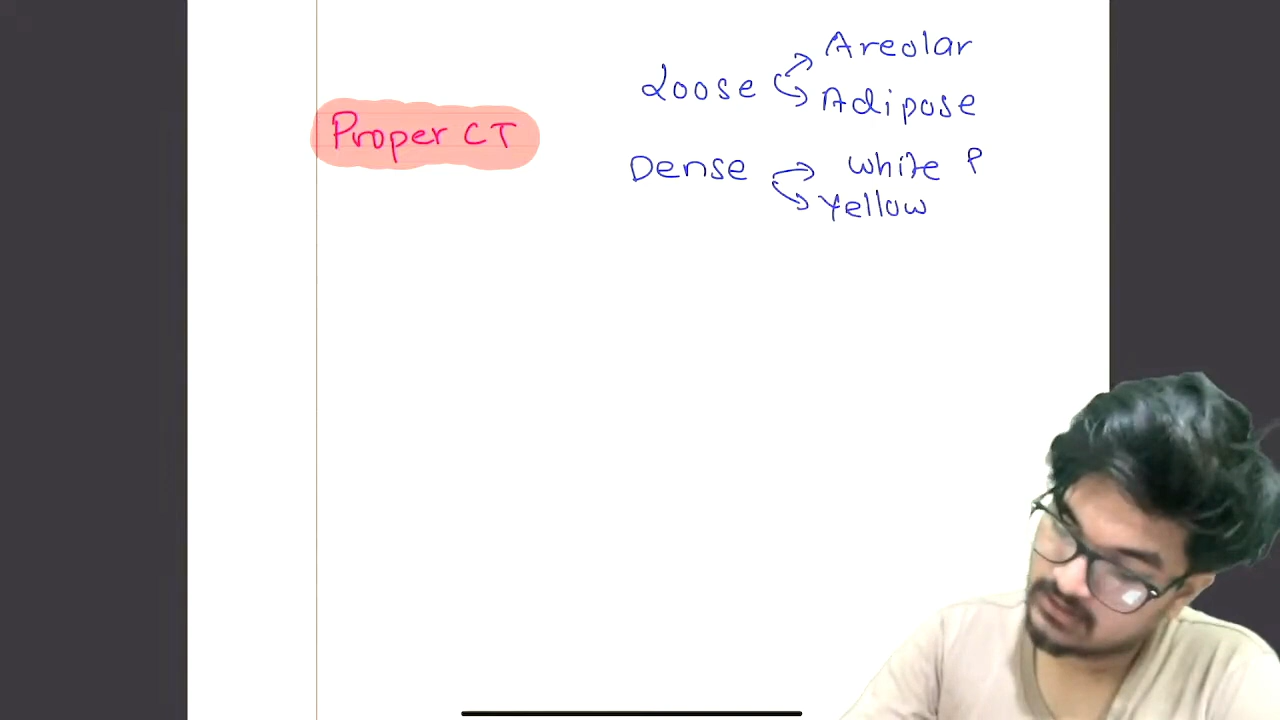 Areolar
Loose
Adipose
Proper CT
Dense
White
Yellow